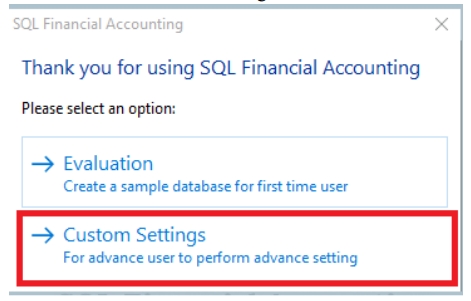 SQL Financial Accounting
Thank you for using SQL Financial Accounting
Please select an option:
Evaluation
Create a sample database for first time user
Custom Settings
For advance user to perform advance setting